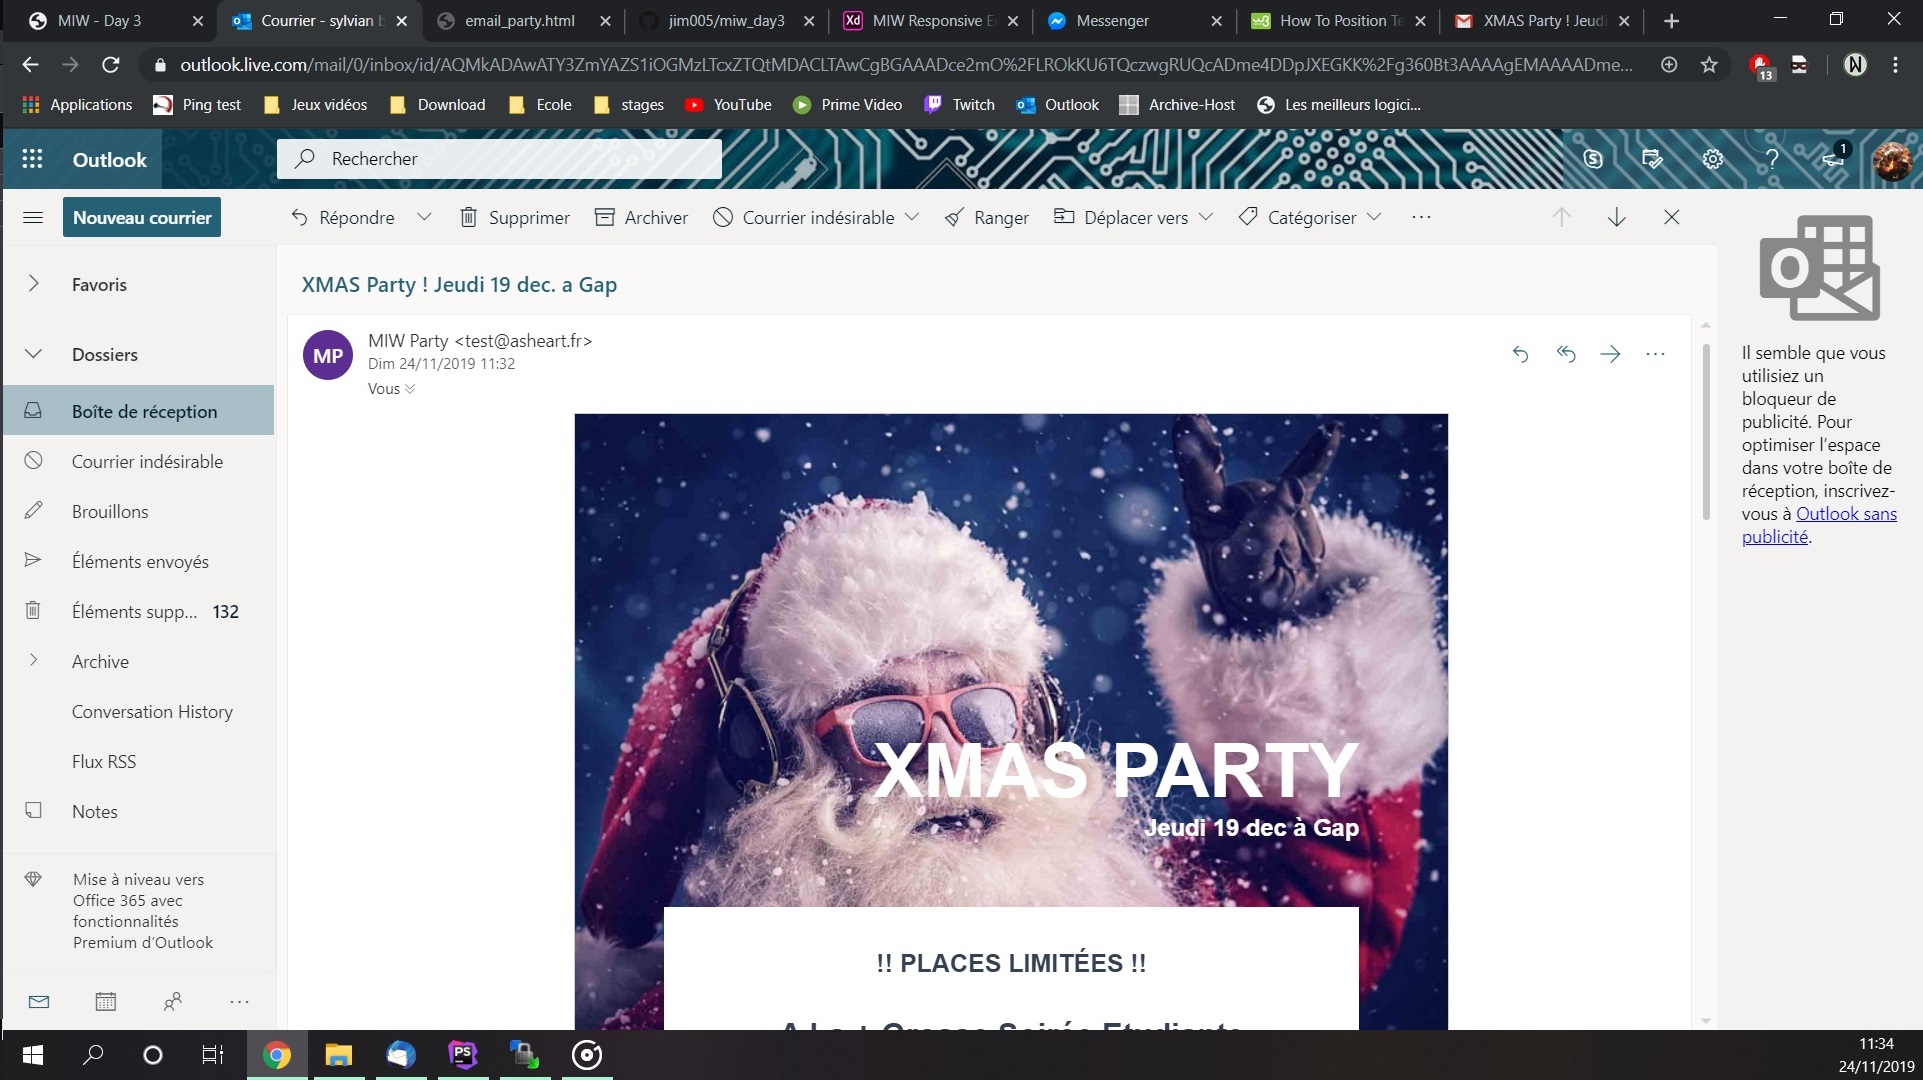 MIW - Day 3
Courrier - sylvian b
email_party.html
jim005/miw_day3
MIW Responsive E
Messenger
How To Position Te
XMAS Party ! Jeudi
outlook.live.com/mail/0/inbox/id/AQMkADAwATY3ZmYAZS1iOGMzLTcxZTQtMDACLTAwCgBGAAADce2mO%2FLROkKU6TQczwgRUQcADme4DDpJXEGKK%2Fg360Bt3AAAAgEMAAAADme...
13
Applications
Ping test
Jeux vidéos
Download
Ecole
stages
YouTube
Prime Video
Twitch
Outlook
Archive-Host
Les meilleurs logici...
Outlook
Rechercher
1
Nouveau courrier
Répondre
Supprimer
Archiver
Courrier indésirable
Ranger
Déplacer vers
Catégoriser
Favoris
Dossiers
Boîte de réception
Courrier indésirable
Brouillons
Éléments envoyés
Éléments supp... 132
Archive
Conversation History
Flux RSS
Notes
Mise à niveau vers
Office 365 avec
fonctionnalités
Premium d'Outlook
XMAS Party ! Jeudi 19 dec. a Gap
MP
MIW Party <test@asheart.fr>
Dim 24/11/2019 11:32
Vous
XMAS PARTY
Jeudi 19 dec à Gap
!! PLACES LIMITÉES !!
A La + Grosse Soirée Etudiante
Il semble que vous
utilisiez un
bloqueur de
publicité. Pour
optimiser l'espace
dans votre boîte de
réception, inscrivez-
vous à Outlook sans
publicité.
11:34
24/11/2019